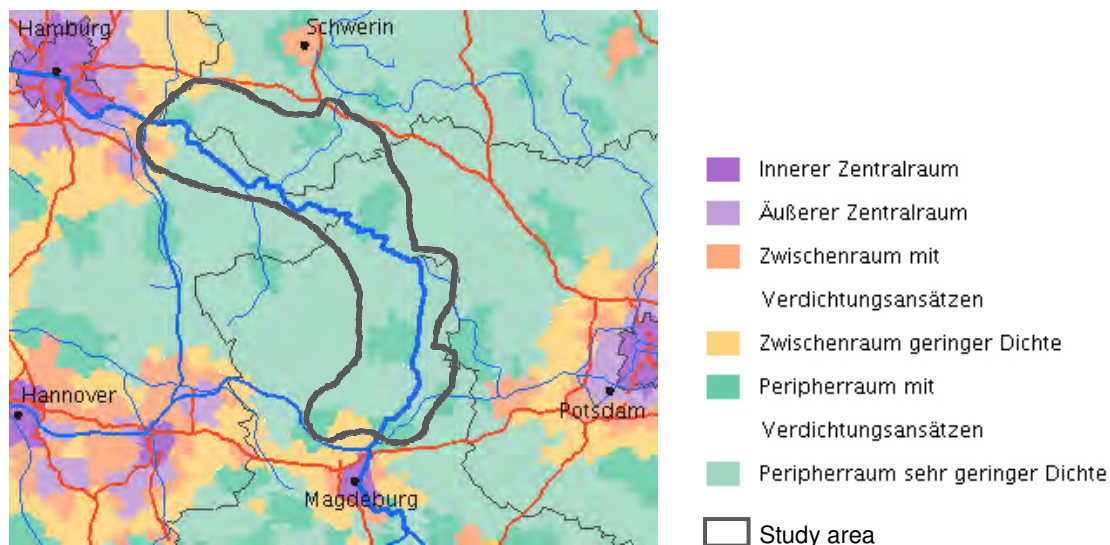 Hamburg
Schwerin
Hannover
Potsdam
Magdeburg
Innerer Zentralraum
Äußerer Zentralraum
Zwischenraum mit
Verdichtungsansätzen
Zwischenraum geringer Dichte
Peripherraum mit
Verdichtungsansätzen
Peripherraum sehr geringer Dichte
Study area